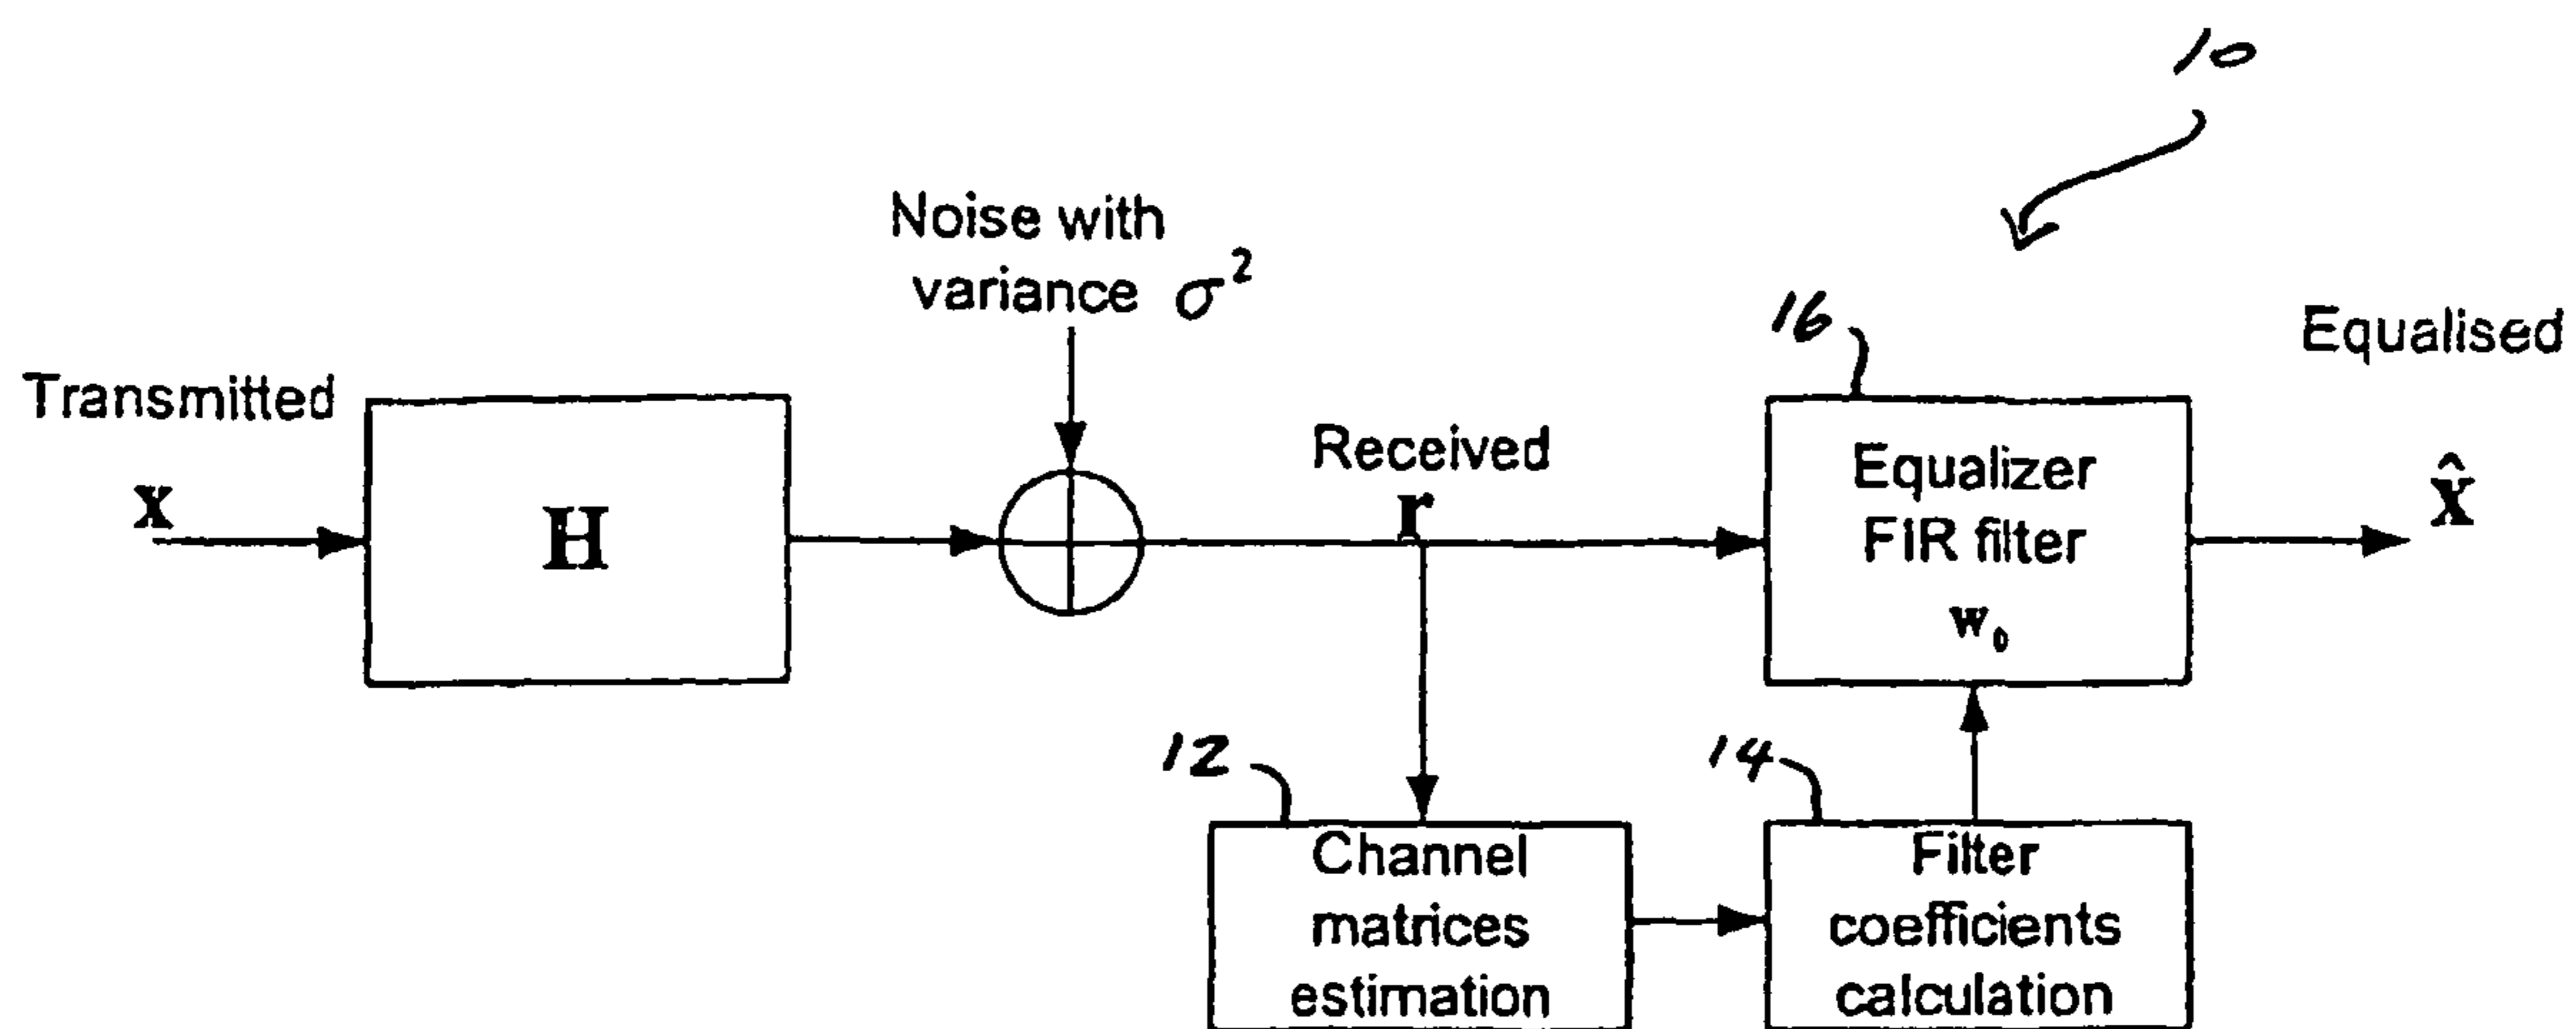 10
Noise with
variance σ²
16
Equalised
Transmitted
Received
x
H
r
Equalizer
FIR filter
w₀
x̂
12
14
Channel
matrices
estimation
Filter
coefficients
calculation